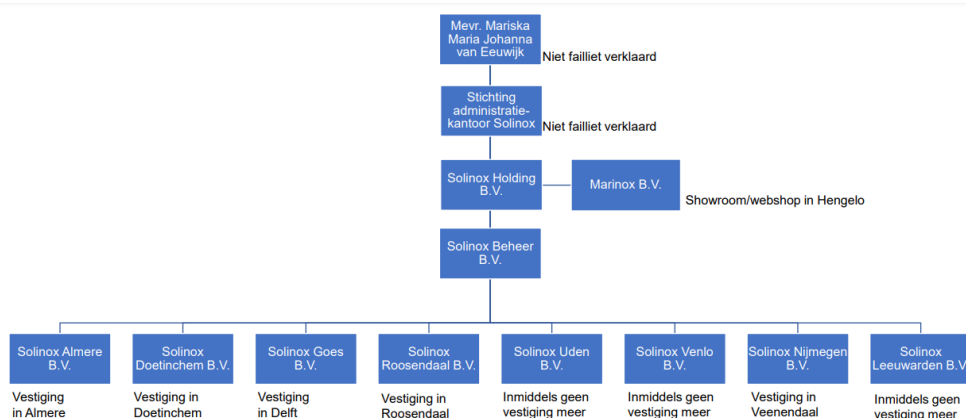 Mevr. Mariska
Maria Johanna
van Eeuwijk
Niet failliet verklaard
Stichting
administratie-
kantoor Solinox
Niet failliet verklaard
Solinox Holding
B.V.
Marinox B.V.
Showroom/webshop in Hengelo
Solinox Beheer
B.V.
Solinox Almere
B.V.
Solinox
Doetinchem B.V.
Solinox Goes
B.V.
Solinox
Roosendaal B.V.
Solinox Uden
B.V.
Solinox Venlo
B.V.
Solinox Nijmegen
B.V.
Solinox
Leeuwarden B.V.
Vestiging
in Almere
Vestiging in
Doetinchem
Vestiging
in Delft
Vestiging in
Roosendaal
Inmiddels geen
vestiging meer
Inmiddels geen
vestiging meer
Vestiging in
Veenendaal
Inmiddels geen
vestiging meer